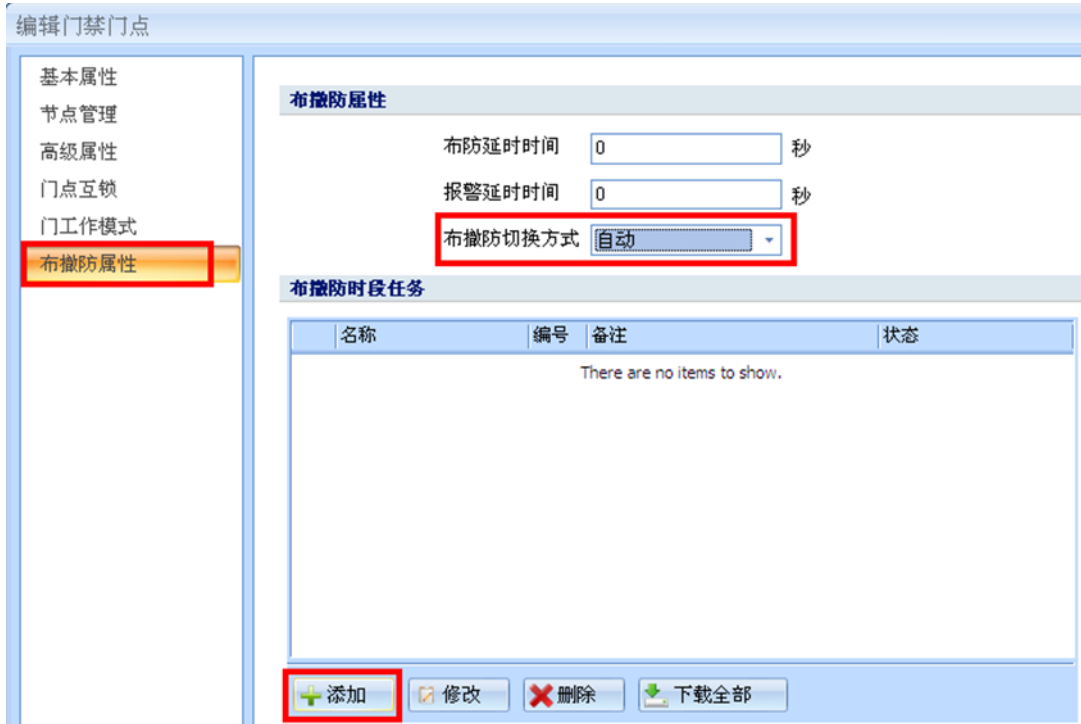 编辑门禁门点
基本属性
节点管理
高级属性
门点互锁
门工作模式
布撤防属性
布撤防属性
布防延时时间 0 秒
报警延时时间 0 秒
布撤防切换方式 自动
布撤防时段任务
名称 编号 备注 状态
There are no items to show.
添加 修改 删除 下载全部